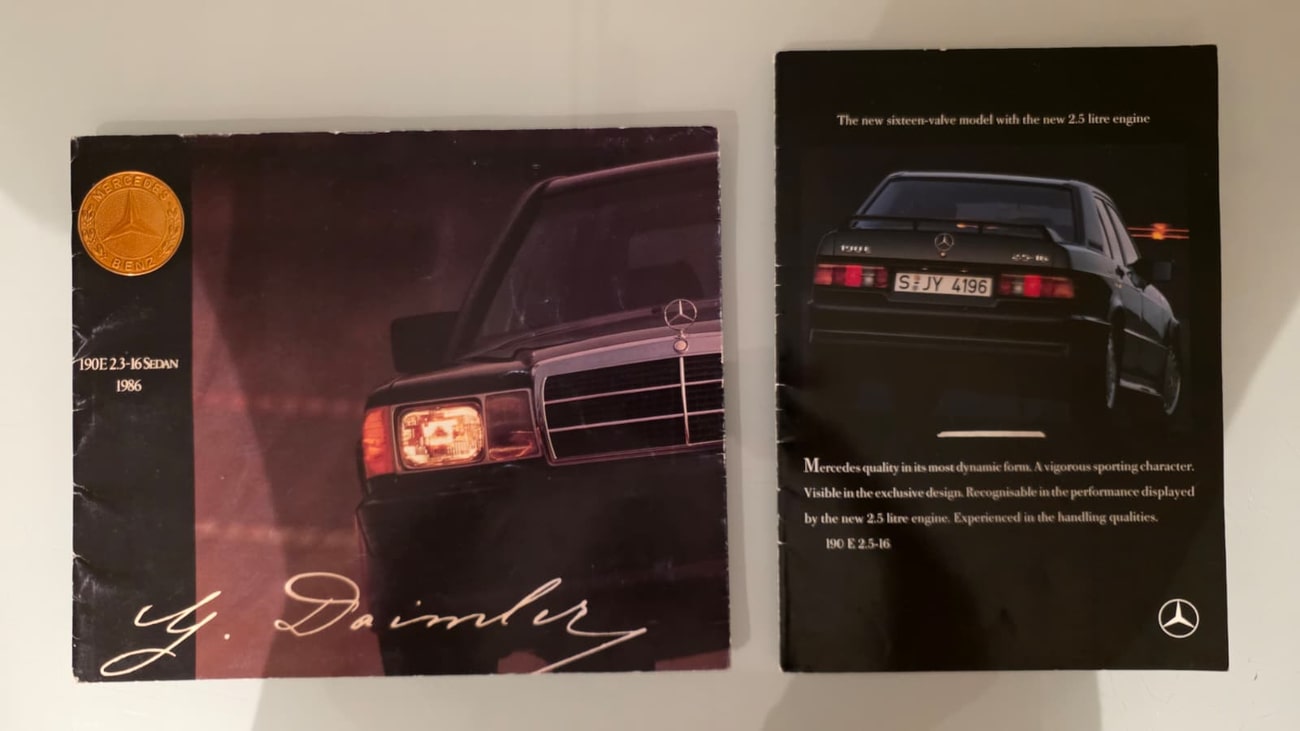 MERCEDES
BENZ
190E 2.3-16 SEDAN
1986
G. Daimler
The new sixteen-valve model with the new 2.5 litre engine
190E
2.5-16
S JY 4196
Mercedes quality in its most dynamic form. A vigorous sporting character.
Visible in the exclusive design. Recognisable in the performance displayed
by the new 2.5 litre engine. Experienced in the handling qualities.
190 E 2.5-16